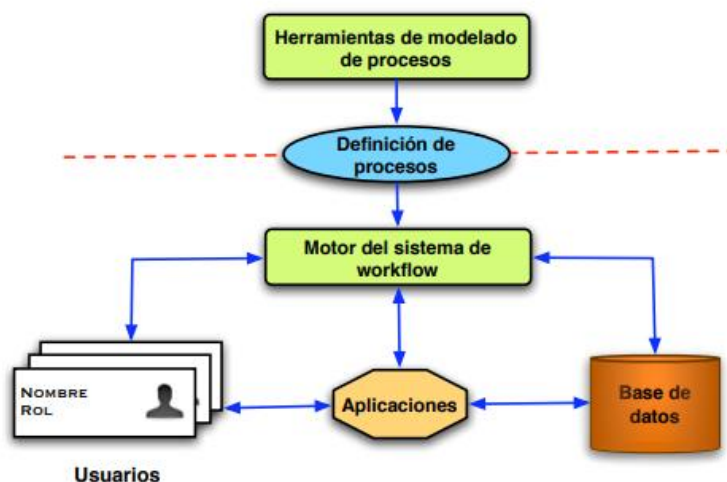 Herramientas de modelado
de procesos
Definición de
procesos
Motor del sistema de
workflow
NOMBRE
ROL
Aplicaciones
Base de
datos
Usuarios